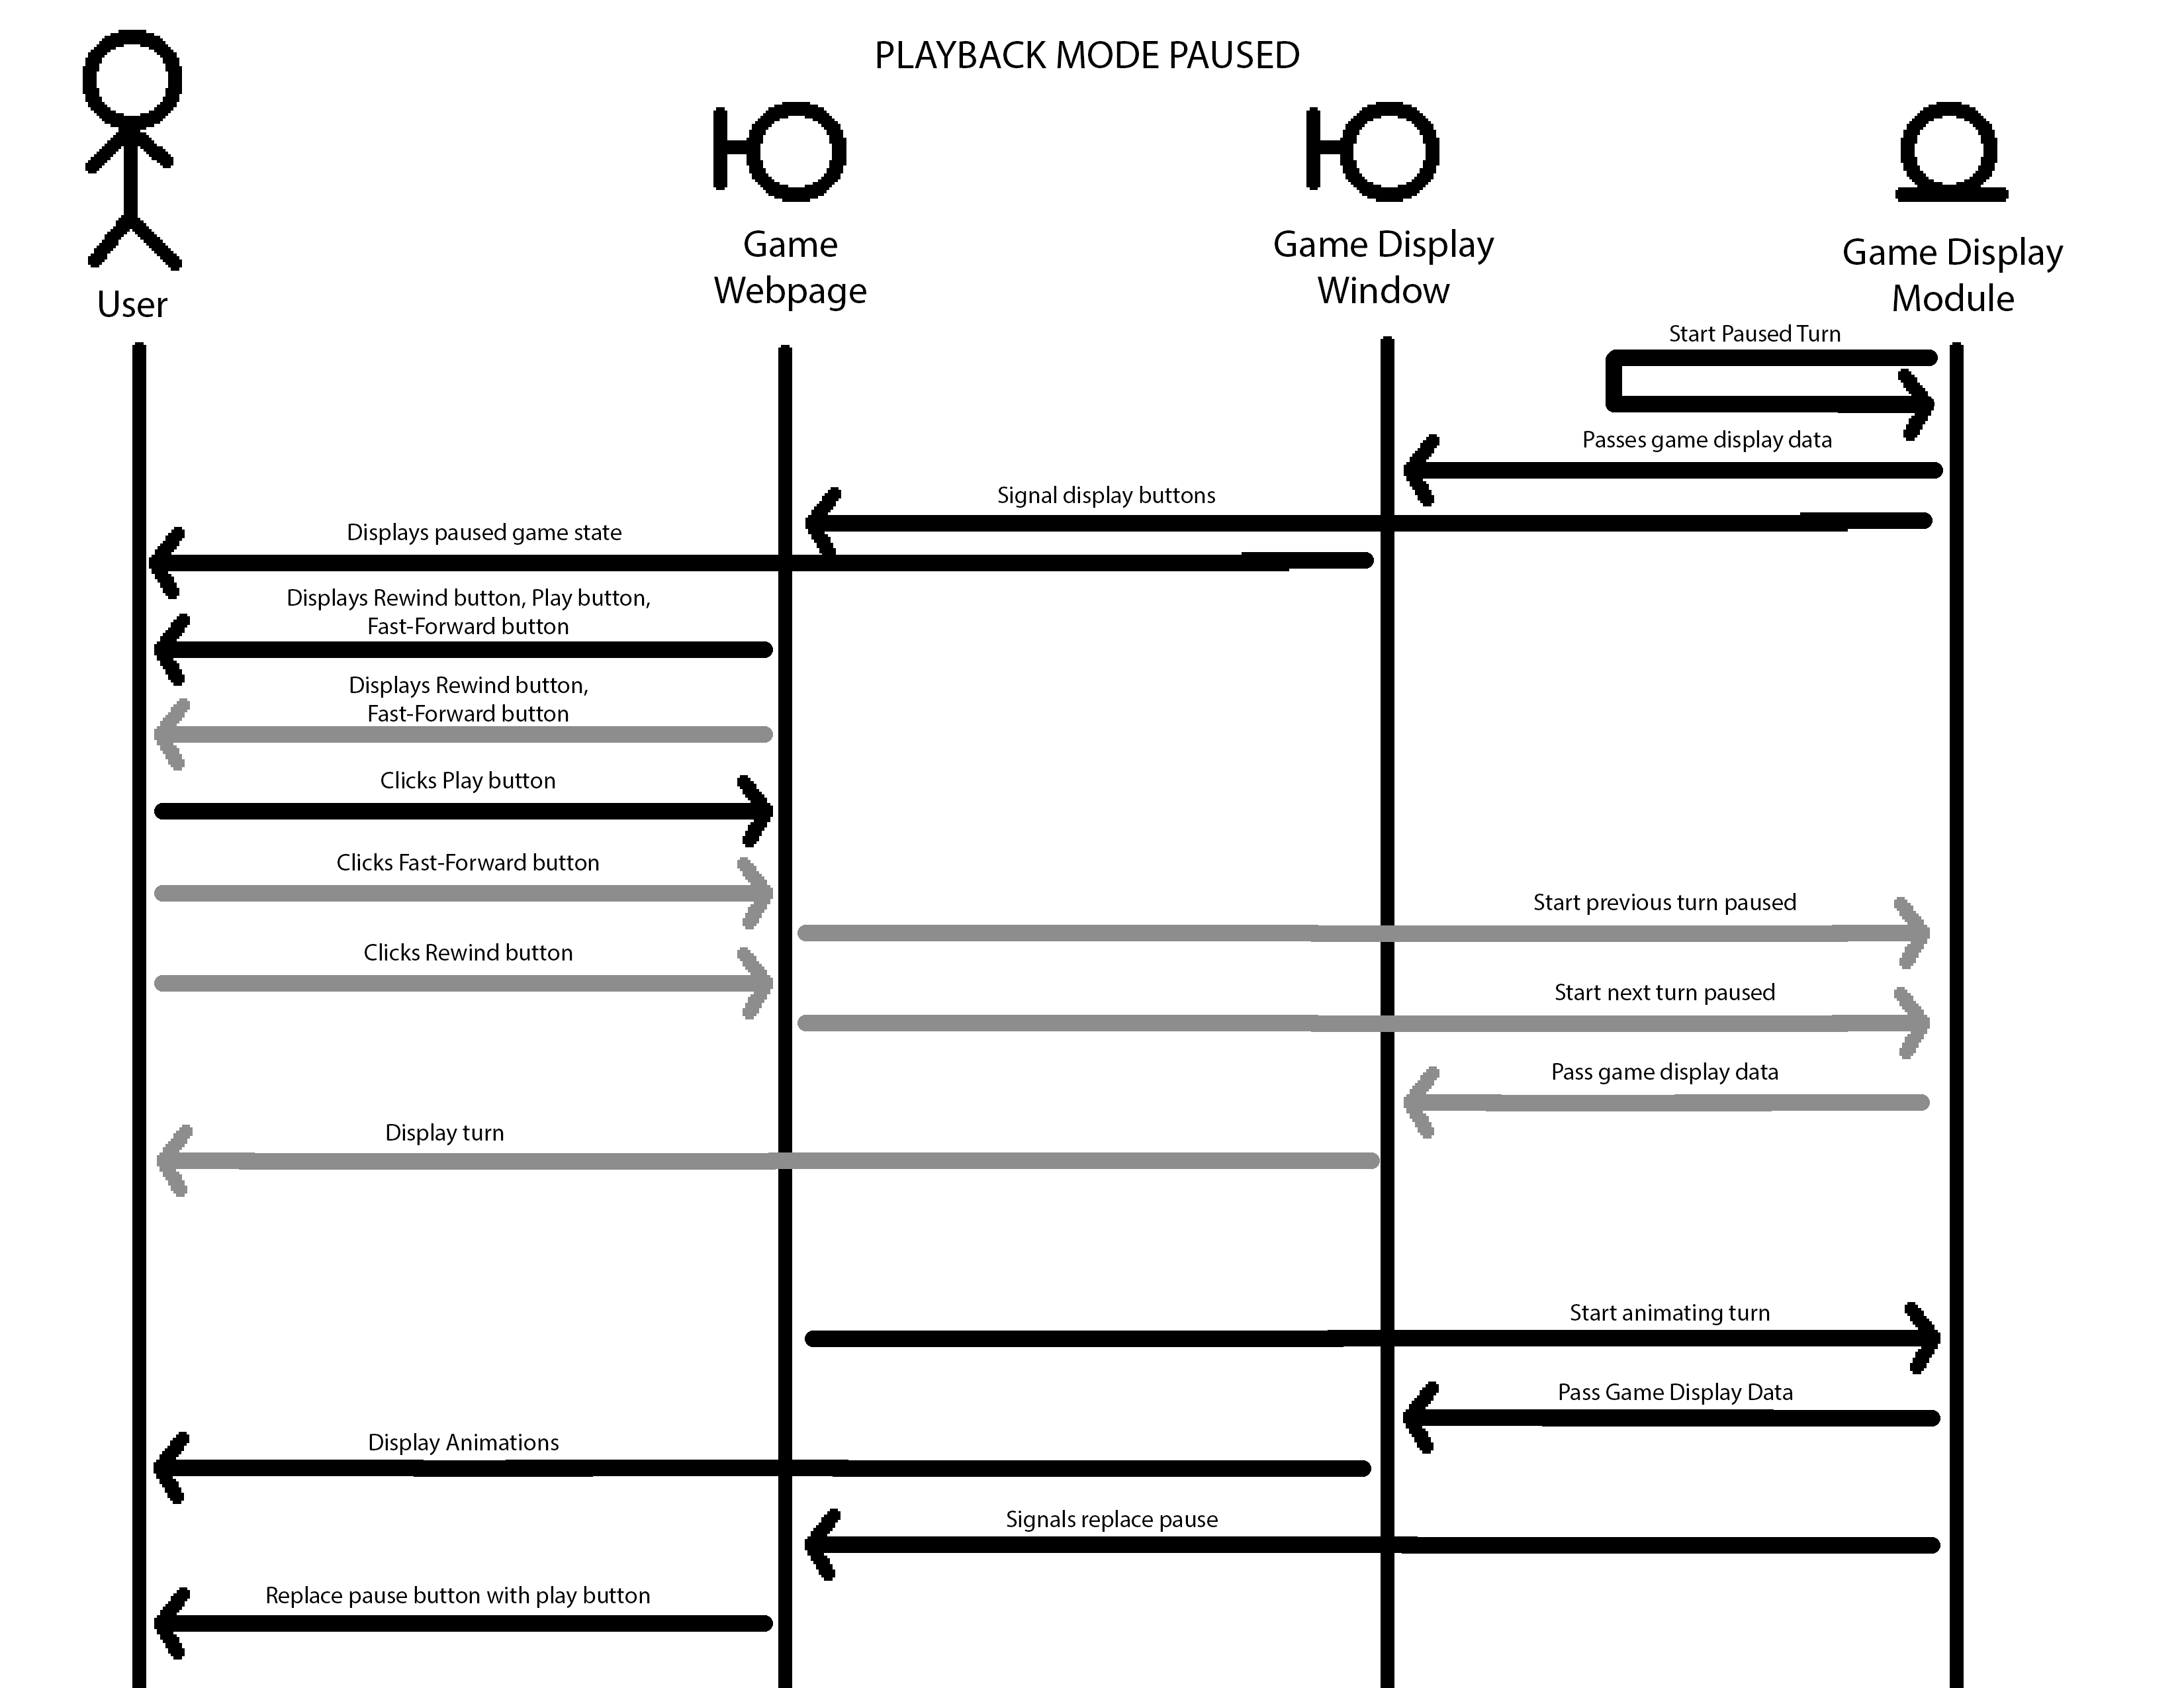 PLAYBACK MODE PAUSED
User
Game
Webpage
Game Display
Window
Game Display
Module
Start Paused Turn
Passes game display data
Signal display buttons
Displays paused game state
Displays Rewind button, Play button,
Fast-Forward button
Displays Rewind button,
Fast-Forward button
Clicks Play button
Clicks Fast-Forward button
Start previous turn paused
Clicks Rewind button
Start next turn paused
Pass game display data
Display turn
Start animating turn
Pass Game Display Data
Display Animations
Signals replace pause
Replace pause button with play button